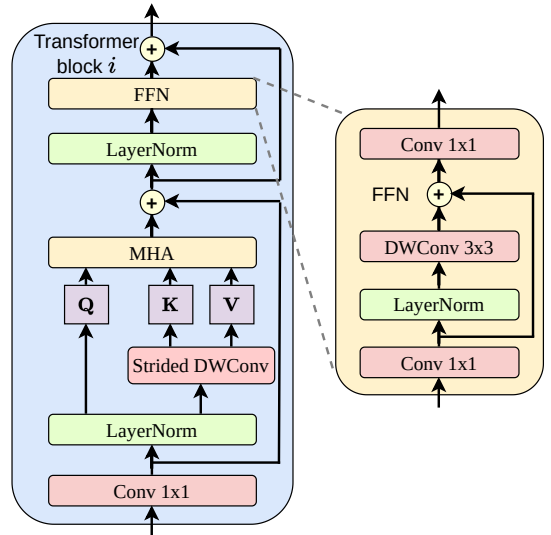 Transformer
block i
+
FFN
LayerNorm
+
MHA
Q K V
Strided DWConv
LayerNorm
Conv 1x1
Conv 1x1
FFN +
DWConv 3x3
LayerNorm
Conv 1x1